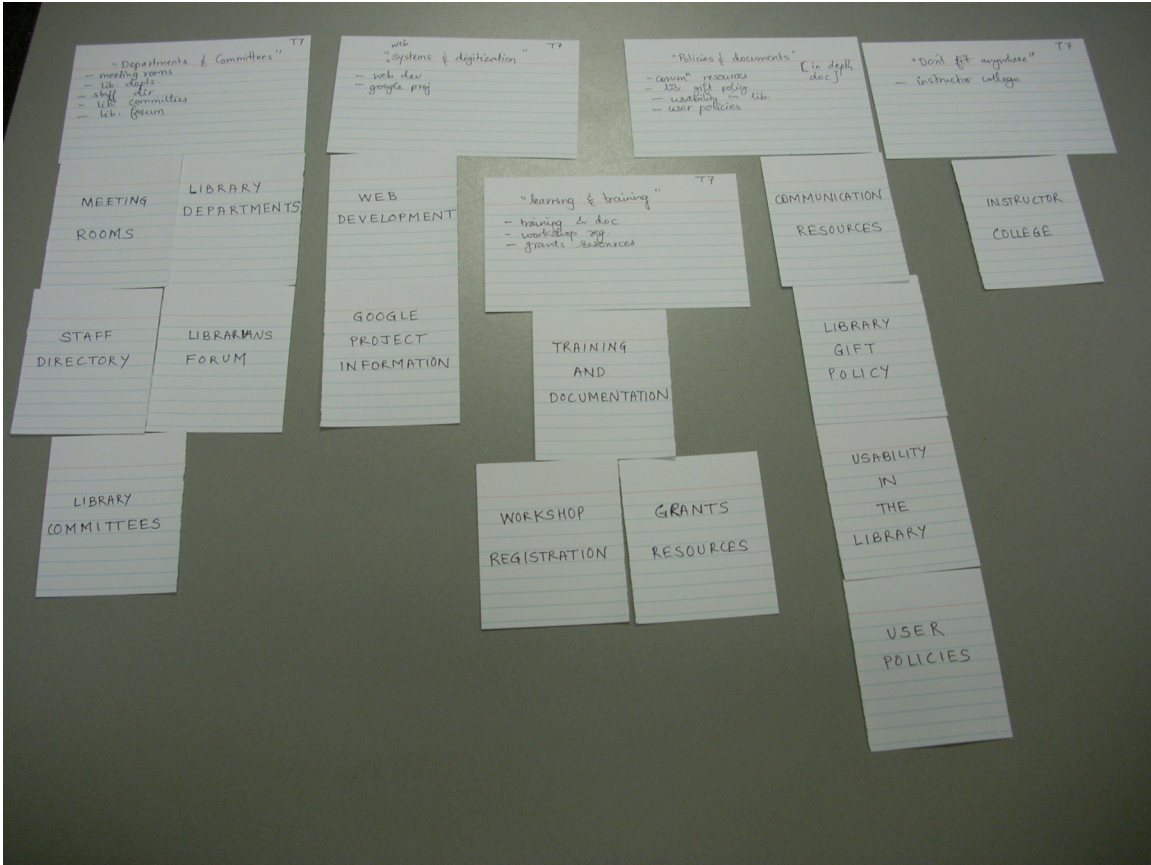 T7
"Departments & Committees"
- meeting rooms
- lib. depts.
- staff dir
- lib. committies
- lib. forum
MEETING
ROOMS
LIBRARY
DEPARTMENTS
STAFF
DIRECTORY
LIBRARIANS
FORUM
LIBRARY
COMMITTEES
T7
web
"Systems & digitization"
- web dev
- google proj
WEB
DEVELOPMENT
GOOGLE
PROJECT
INFORMATION
T7
"learning & training"
- training & doc
- workshop reg.
- grants resources
TRAINING
AND
DOCUMENTATION
WORKSHOP
REGISTRATION
GRANTS
RESOURCES
"Policies & documents"
[in depth
doc]
- commn resources
- lib gift policy
- usability in lib.
- user policies
COMMUNICATION
RESOURCES
LIBRARY
GIFT
POLICY
USABILITY
IN
THE
LIBRARY
USER
POLICIES
T7
"Dont fit anywhere"
- instructor college
INSTRUCTOR
COLLEGE